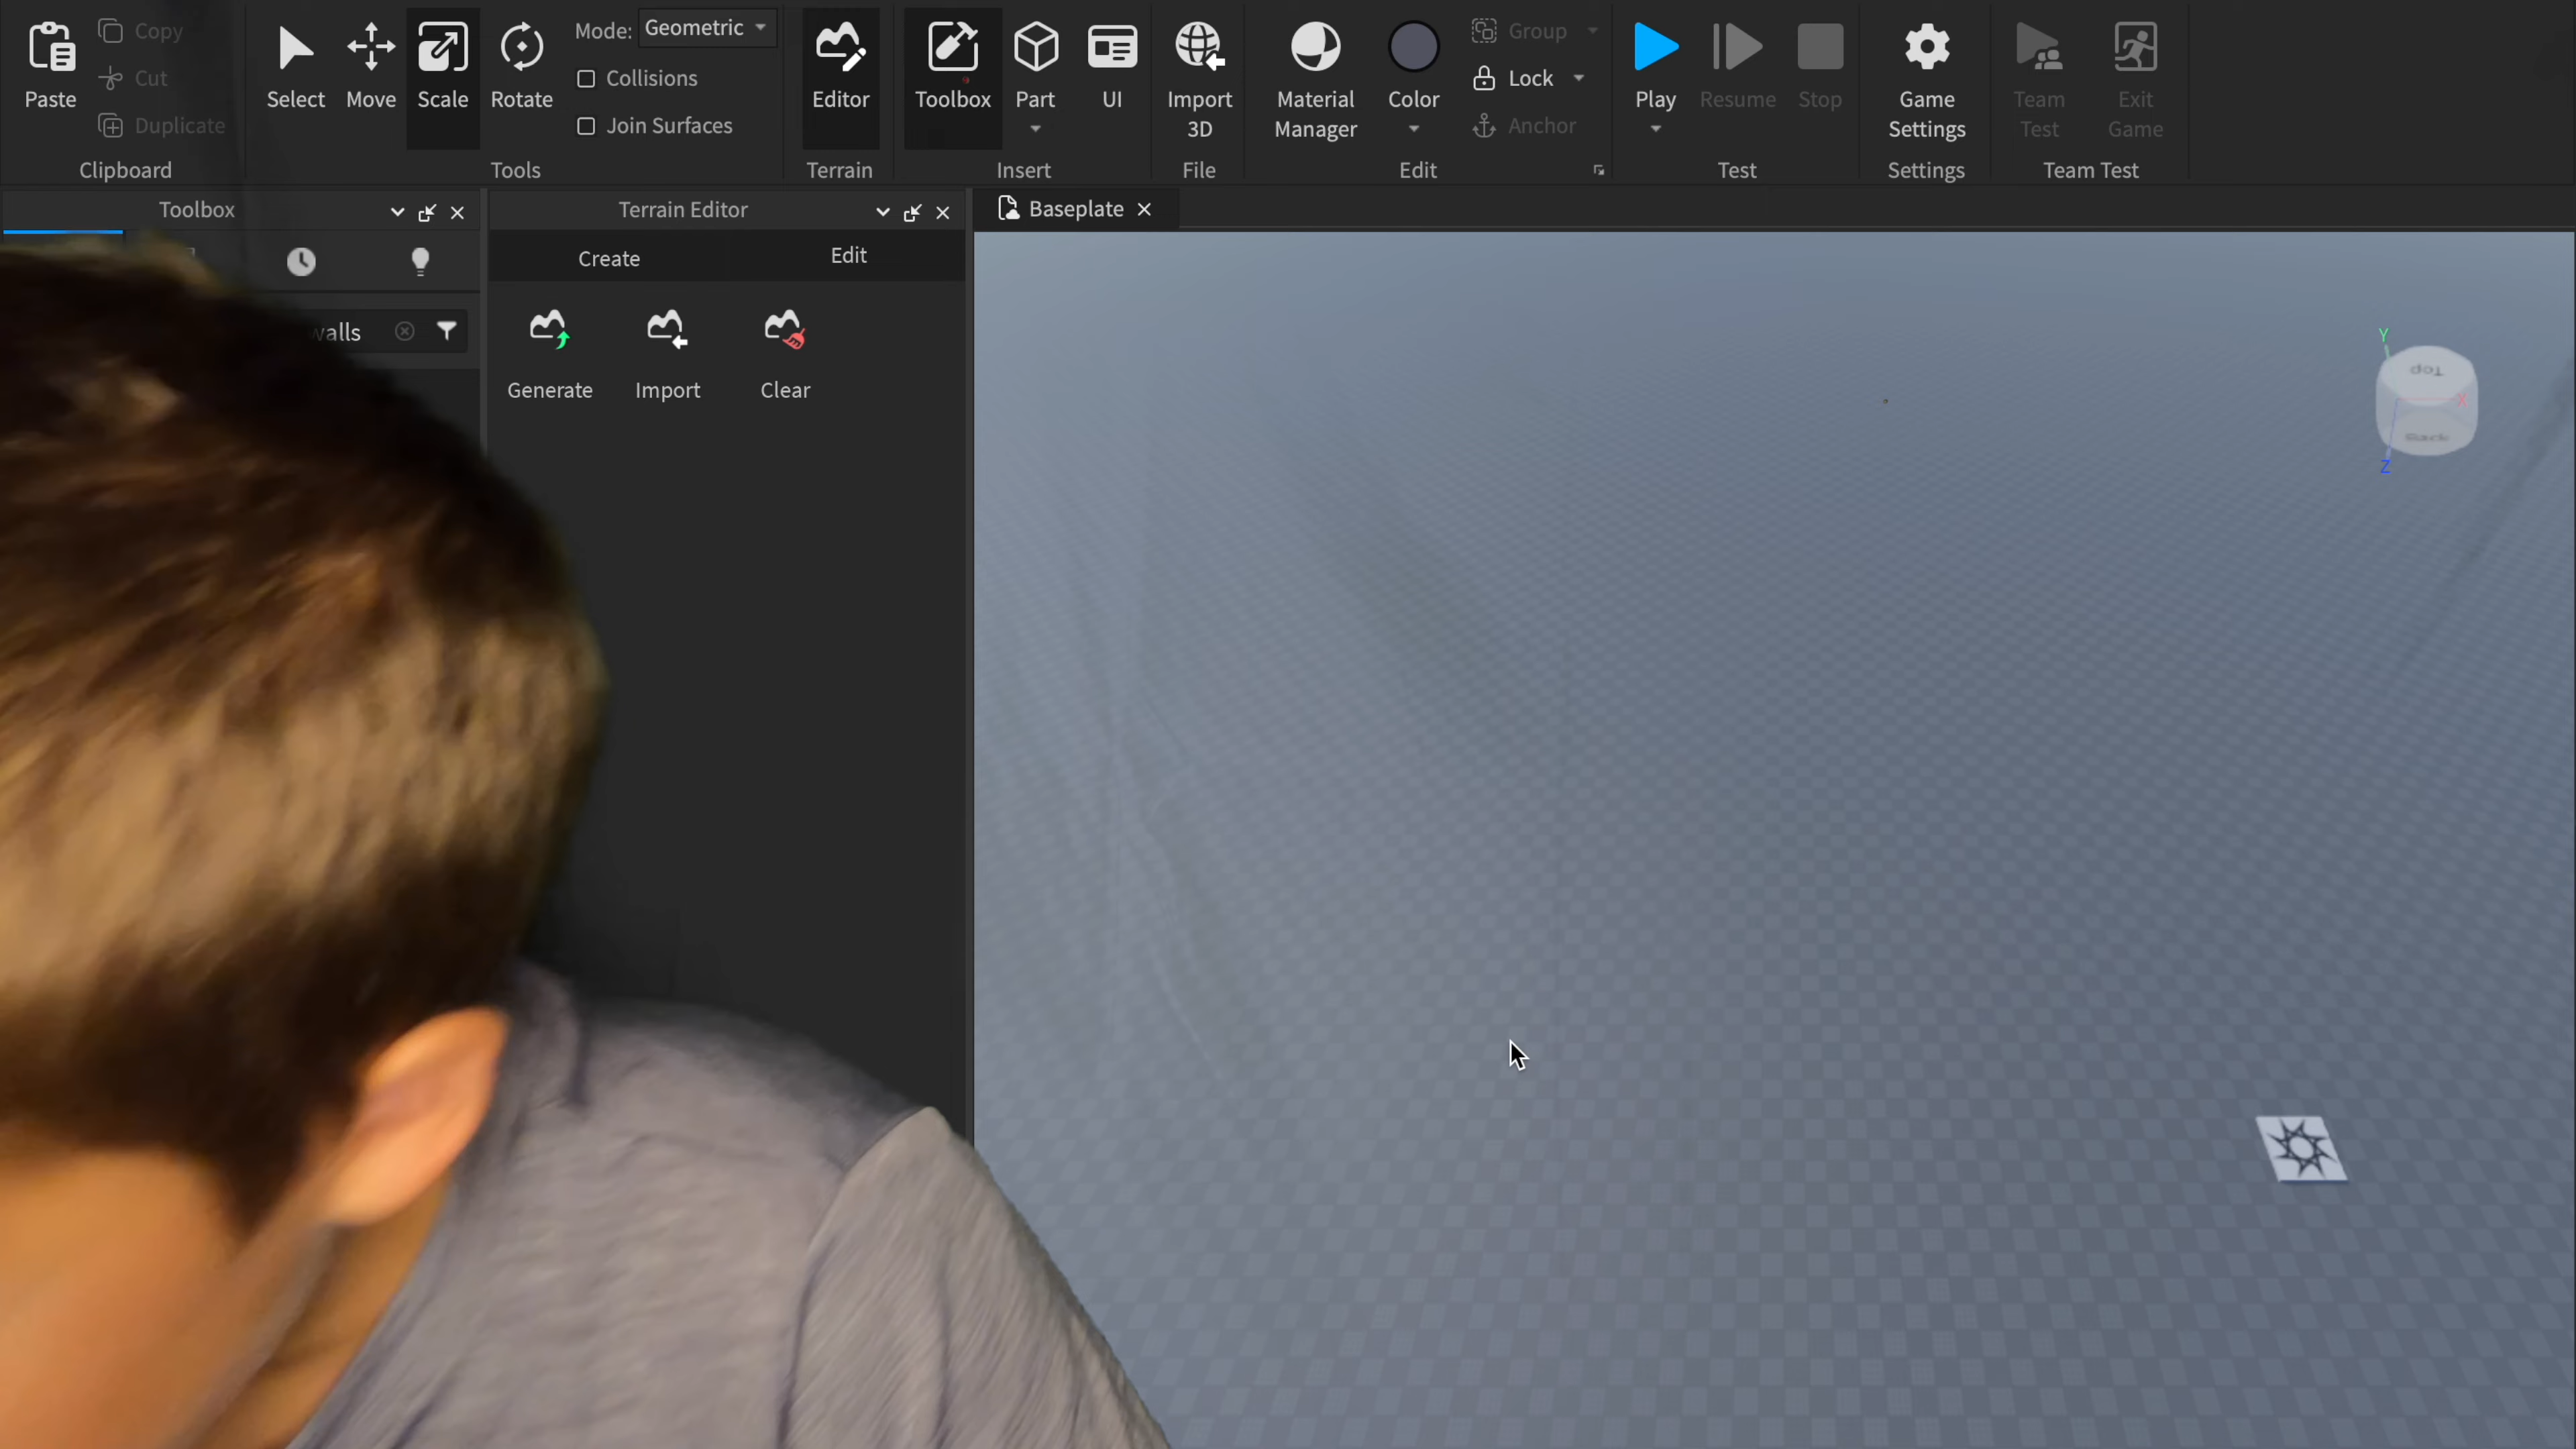 Paste
Copy
Cut
Duplicate
Clipboard
Select
Move
Scale
Rotate
Mode: Geometric
Collisions
Join Surfaces
Tools
Editor
Terrain
Toolbox
Part
UI
Insert
Import
3D
File
Material
Manager
Color
Group
Lock
Anchor
Edit
Play
Resume
Stop
Test
Game
Settings
Settings
Team
Test
Exit
Game
Team Test
Toolbox
walls
Terrain Editor
Create
Edit
Generate
Import
Clear
Baseplate
Y
Top
X
Back
Z